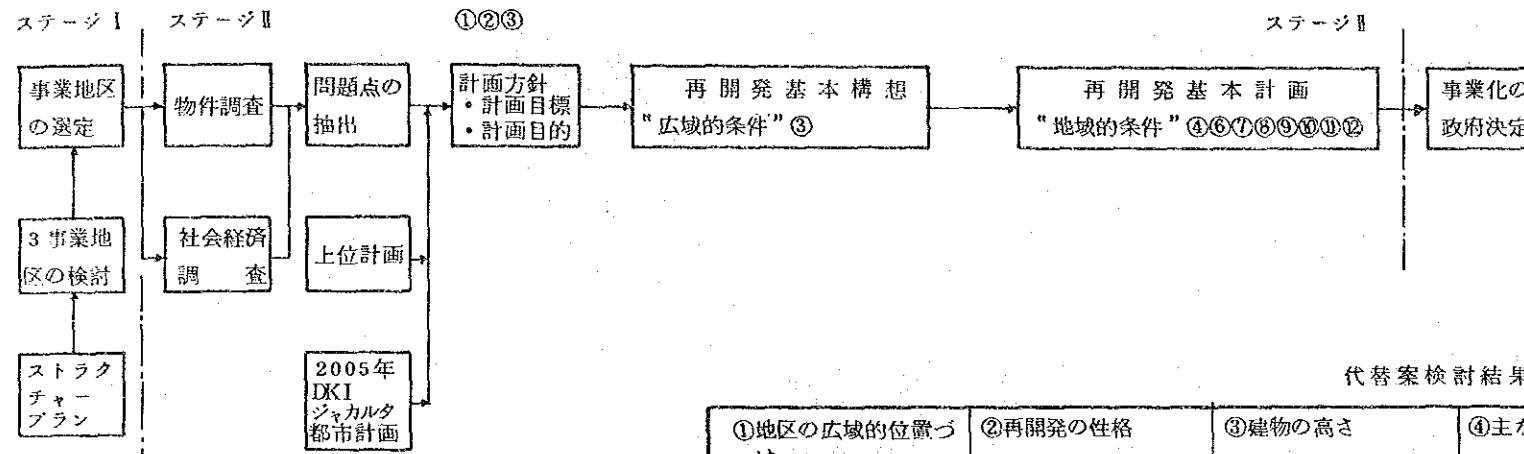 ステージⅠ ステージⅡ ①②③ ステージⅡ
事業地区
の選定
物件調査
問題点の
抽出
計画方針
・計画目標
・計画目的
再開発基本構想
"広域的条件"③
再開発基本計画
"地域的条件"④⑥⑦⑧⑨⑩⑪⑫
事業化の
政府決定
3事業地
区の検討
社会経済
調査
上位計画
ストラク
チャー
プラン
2005年
DKI
ジャカルタ
都市計画
代替案検討結果
①地区の広域的位置づ ②再開発の性格 ③建物の高さ ④主